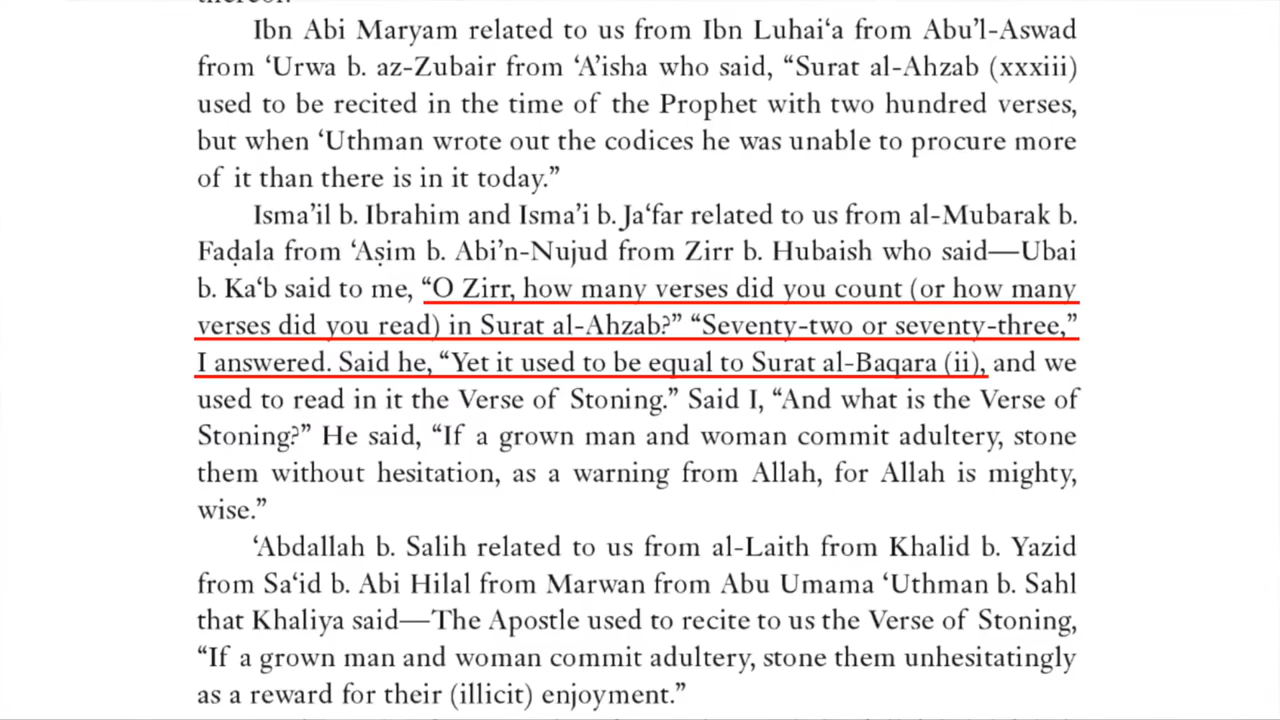 Ibn Abi Maryam related to us from Ibn Luhai‘a from Abu’l-Aswad
from ‘Urwa b. az-Zubair from ‘A’isha who said, “Surat al-Ahzab (xxxiii)
used to be recited in the time of the Prophet with two hundred verses,
but when ‘Uthman wrote out the codices he was unable to procure more
of it than there is in it today.”
Isma’il b. Ibrahim and Isma’i b. Ja‘far related to us from al-Mubarak b.
Faḍala from ‘Aṣim b. Abi’n-Nujud from Zirr b. Hubaish who said—Ubai
b. Ka‘b said to me, “O Zirr, how many verses did you count (or how many
verses did you read) in Surat al-Ahzab?” “Seventy-two or seventy-three,”
I answered. Said he, “Yet it used to be equal to Surat al-Baqara (ii), and we
used to read in it the Verse of Stoning.” Said I, “And what is the Verse of
Stoning?” He said, “If a grown man and woman commit adultery, stone
them without hesitation, as a warning from Allah, for Allah is mighty,
wise.”
‘Abdallah b. Salih related to us from al-Laith from Khalid b. Yazid
from Sa‘id b. Abi Hilal from Marwan from Abu Umama ‘Uthman b. Sahl
that Khaliya said—The Apostle used to recite to us the Verse of Stoning,
“If a grown man and woman commit adultery, stone them unhesitatingly
as a reward for their (illicit) enjoyment.”